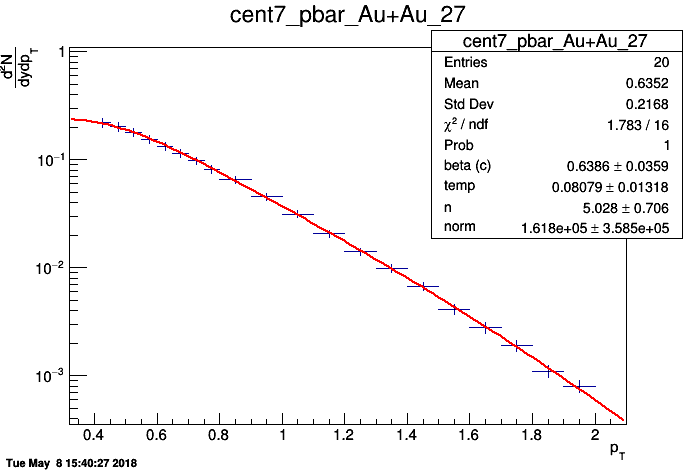 cent7_pbar_Au+Au_27
cent7_pbar_Au+Au_27
Entries 20
Mean 0.6352
Std Dev 0.2168
χ² / ndf 1.783 / 16
Prob 1
beta (c) 0.6386 ± 0.0359
temp 0.08079 ± 0.01318
n 5.028 ± 0.706
norm 1.618e+05 ± 3.585e+05
d²N
dydp_T
1
10⁻¹
10⁻²
10⁻³
0.4 0.6 0.8 1 1.2 1.4 1.6 1.8 2
p_T
Tue May 8 15:40:27 2018